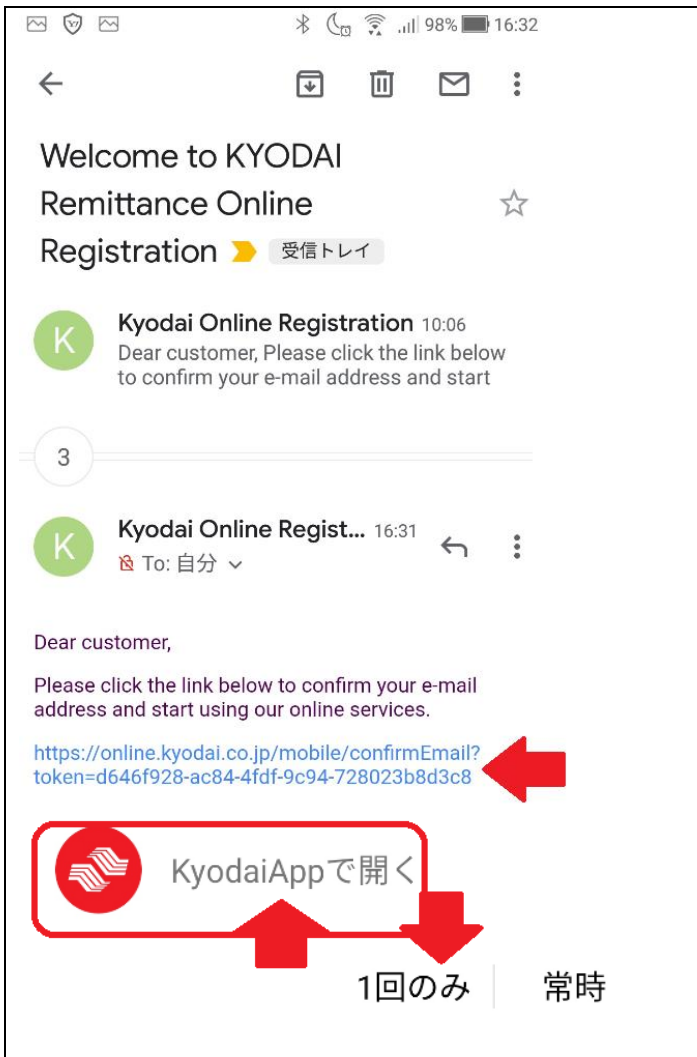 98% 16:32
Welcome to KYODAI
Remittance Online
Registration 受信トレイ
K Kyodai Online Registration 10:06
Dear customer, Please click the link below
to confirm your e-mail address and start
3
K Kyodai Online Regist... 16:31
To: 自分
Dear customer,
Please click the link below to confirm your e-mail
address and start using our online services.
https://online.kyodai.co.jp/mobile/confirmEmail?
token=d646f928-ac84-4fdf-9c94-728023b8d3c8
KyodaiAppで開く
1回のみ 常時